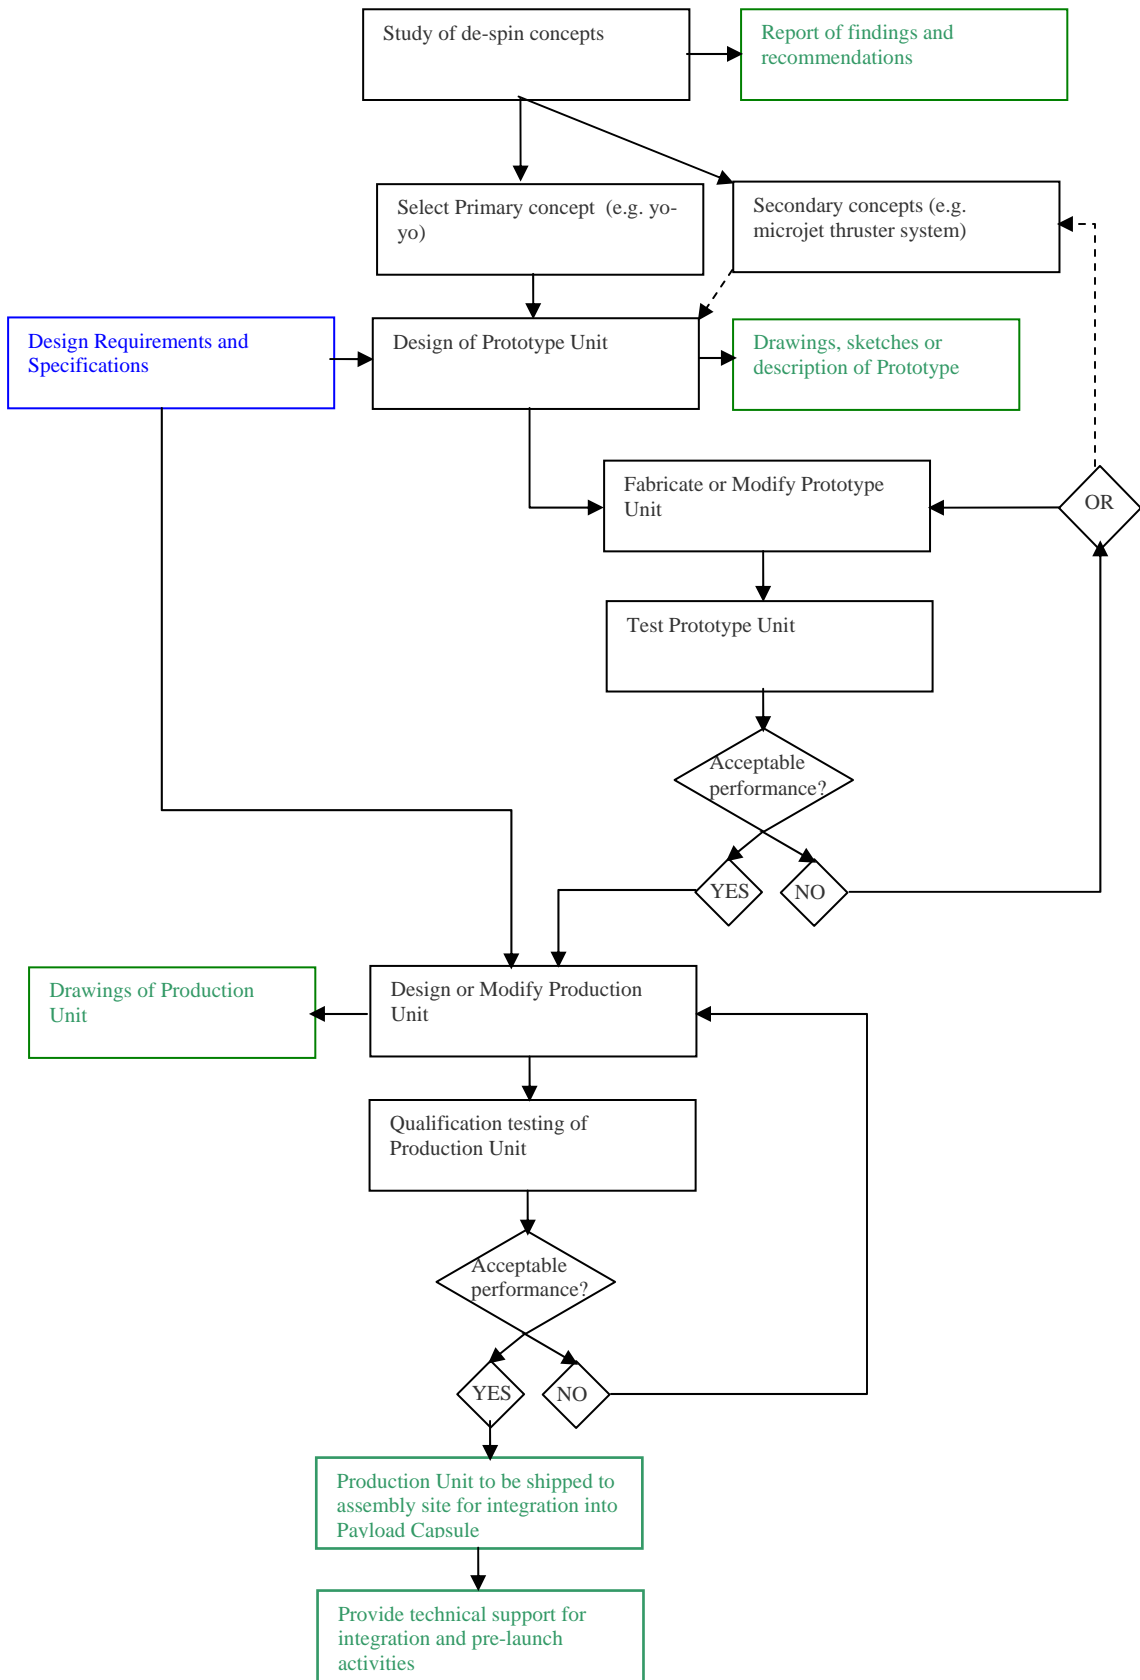 Study of de-spin concepts
Report of findings and
recommendations
Select Primary concept  (e.g. yo-
yo)
Secondary concepts (e.g.
microjet thruster system)
Design Requirements and
Specifications
Design of Prototype Unit
Drawings, sketches or
description of Prototype
Fabricate or Modify Prototype
Unit
OR
Test Prototype Unit
Acceptable
performance?
YES
NO
Drawings of Production
Unit
Design or Modify Production
Unit
Qualification testing of
Production Unit
Acceptable
performance?
YES
NO
Production Unit to be shipped to
assembly site for integration into
Payload Capsule
Provide technical support for
integration and pre-launch
activities